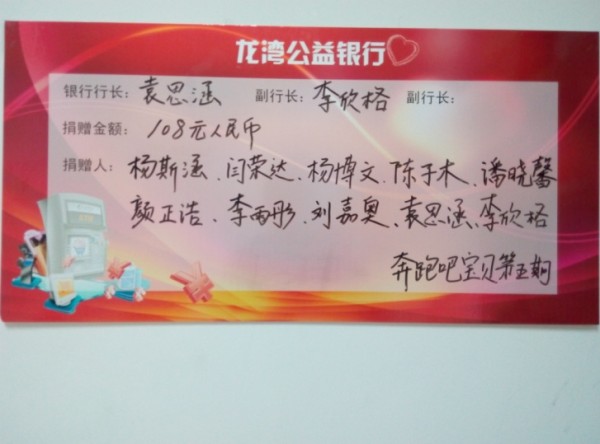 龙湾公益银行
银行行长：袁思涵 副行长：李欣格 副行长：
捐赠金额：108元人民币
捐赠人：杨斯涵、闫荣达、杨博文、陈子木、潘晓馨
颜正浩、李雨彤、刘嘉奥、袁思涵、李欣格
奔跑吧宝贝第五期